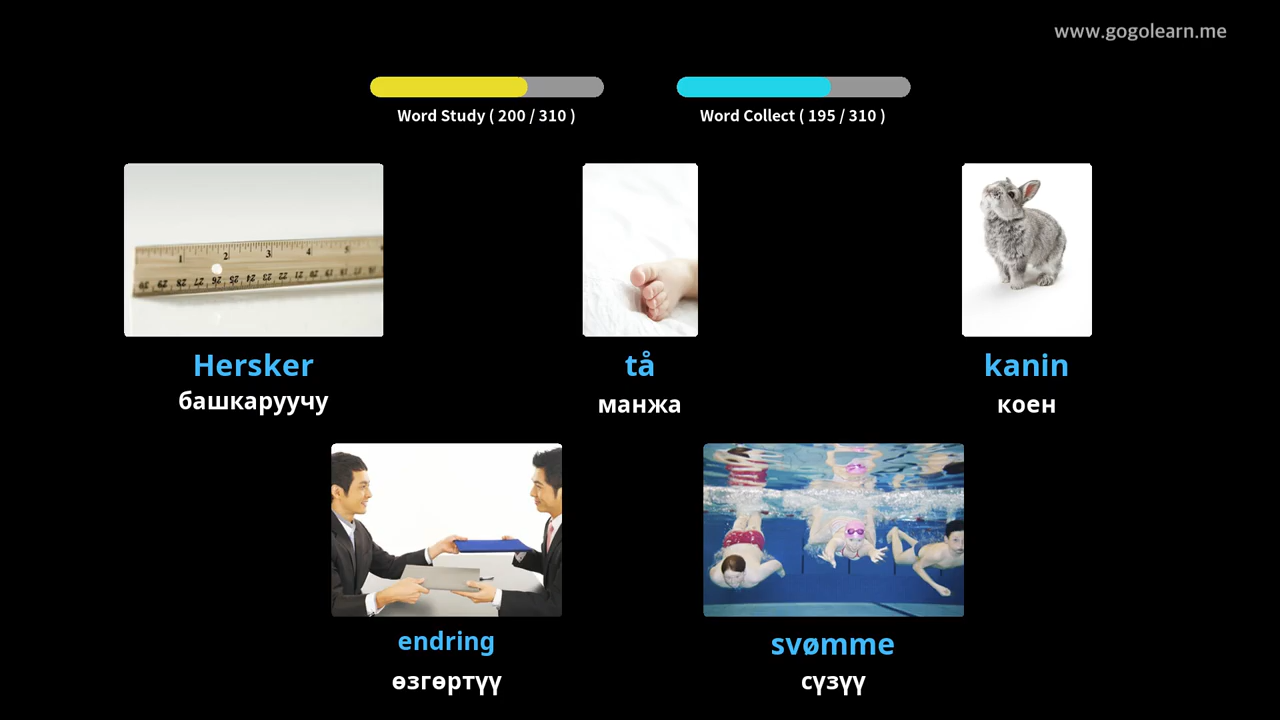 www.gogolearn.me
Word Study ( 200 / 310 )
Word Collect ( 195 / 310 )
Hersker
башкаруучу
tå
манжа
kanin
коен
endring
өзгөртүү
svømme
сүзүү